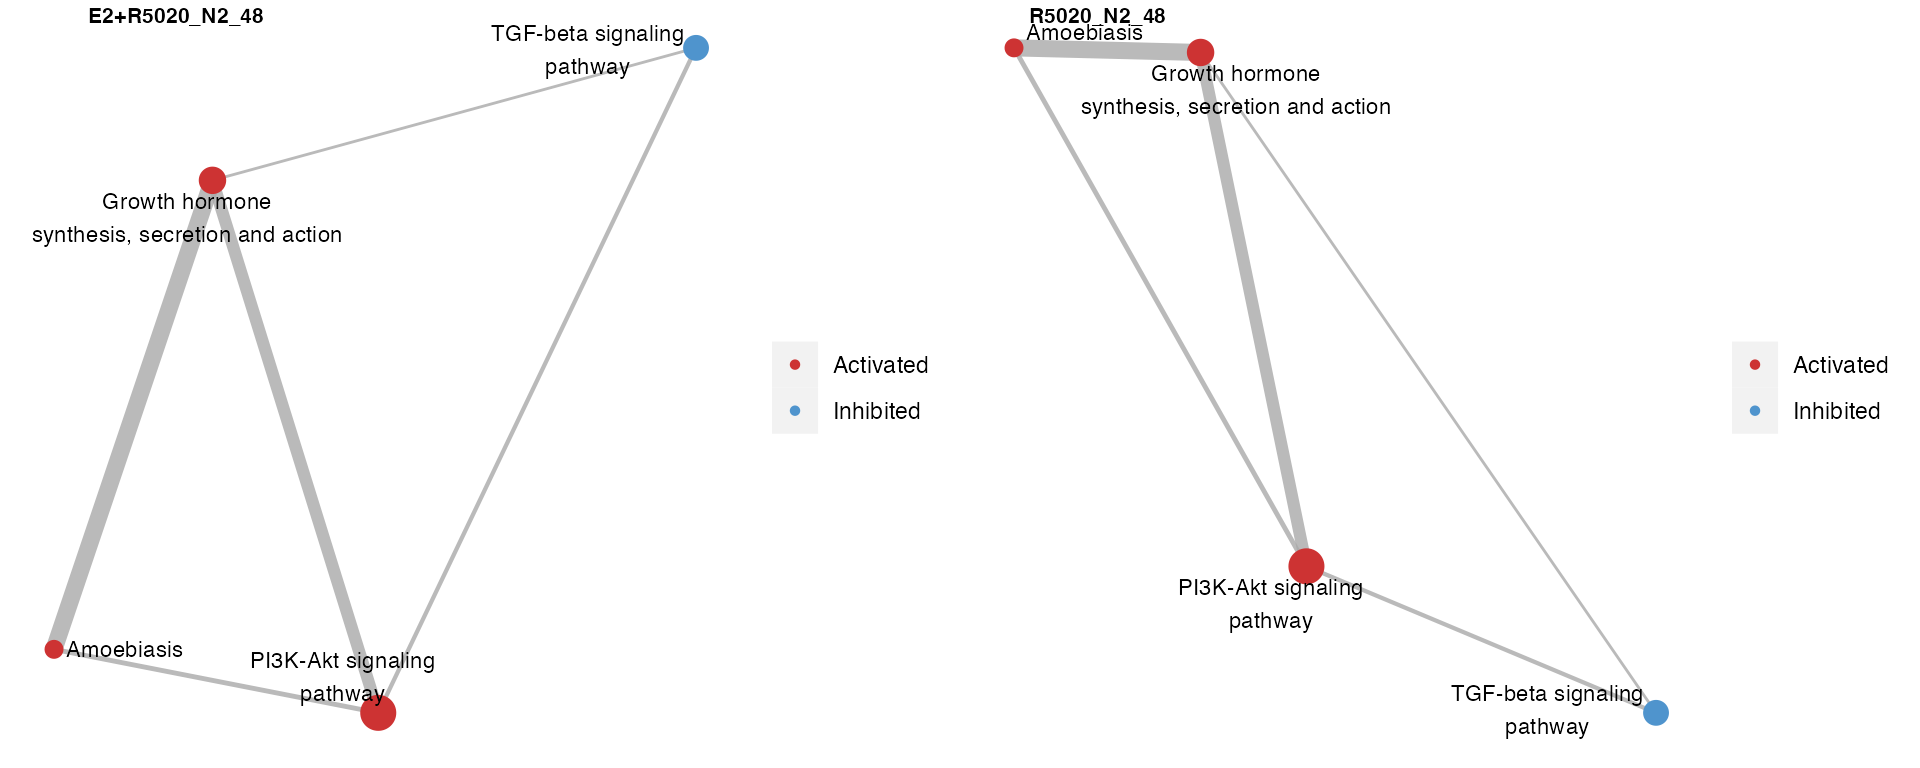 E2+R5020_N2_48
TGF-beta signaling
pathway
Growth hormone
synthesis, secretion and action
Activated
Inhibited
Amoebiasis
PI3K-Akt signaling
pathway
R5020_N2_48
Amoebiasis
Growth hormone
synthesis, secretion and action
Activated
Inhibited
PI3K-Akt signaling
pathway
TGF-beta signaling
pathway